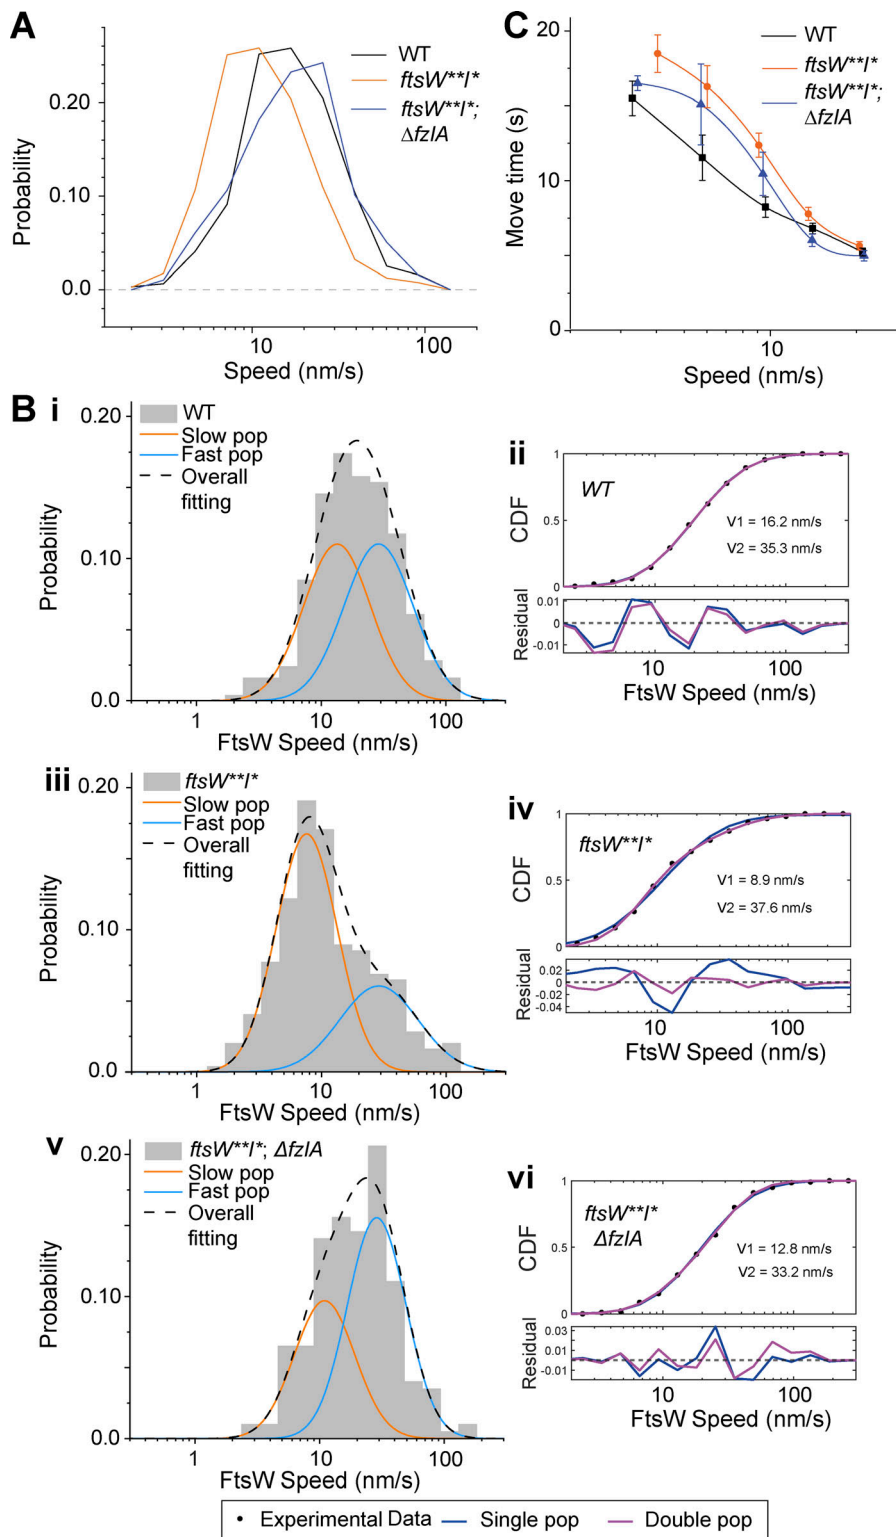 A
WT
ftsW**I*
ftsW**I*;
ΔfzlA
0.20
0.10
0.0
Probability
10
100
Speed (nm/s)
C
WT
ftsW**I*
ftsW**I*;
ΔfzlA
20
10
0
Move time (s)
10
Speed (nm/s)
B
i
0.20
0.10
0.0
Probability
WT
Slow pop
Fast pop
Overall
fitting
1
10
100
FtsW Speed (nm/s)
ii
1
0.5
0
CDF
WT
V1 = 16.2 nm/s
V2 = 35.3 nm/s
0.01
0
-0.01
Residual
10
100
FtsW Speed (nm/s)
iii
0.20
0.10
0.0
Probability
ftsW**I*
Slow pop
Fast pop
Overall
fitting
1
10
100
FtsW Speed (nm/s)
iv
1
0.5
0
CDF
ftsW**I*
V1 = 8.9 nm/s
V2 = 37.6 nm/s
0.02
0
-0.02
-0.04
Residual
10
100
FtsW Speed (nm/s)
v
0.20
0.10
0.0
Probability
ftsW**I*; ΔfzlA
Slow pop
Fast pop
Overall
fitting
1
10
100
FtsW Speed (nm/s)
vi
1
0.5
0
CDF
ftsW**I*
ΔfzlA
V1 = 12.8 nm/s
V2 = 33.2 nm/s
0.03
0.01
-0.01
Residual
10
100
FtsW Speed (nm/s)
Experimental Data
Single pop
Double pop